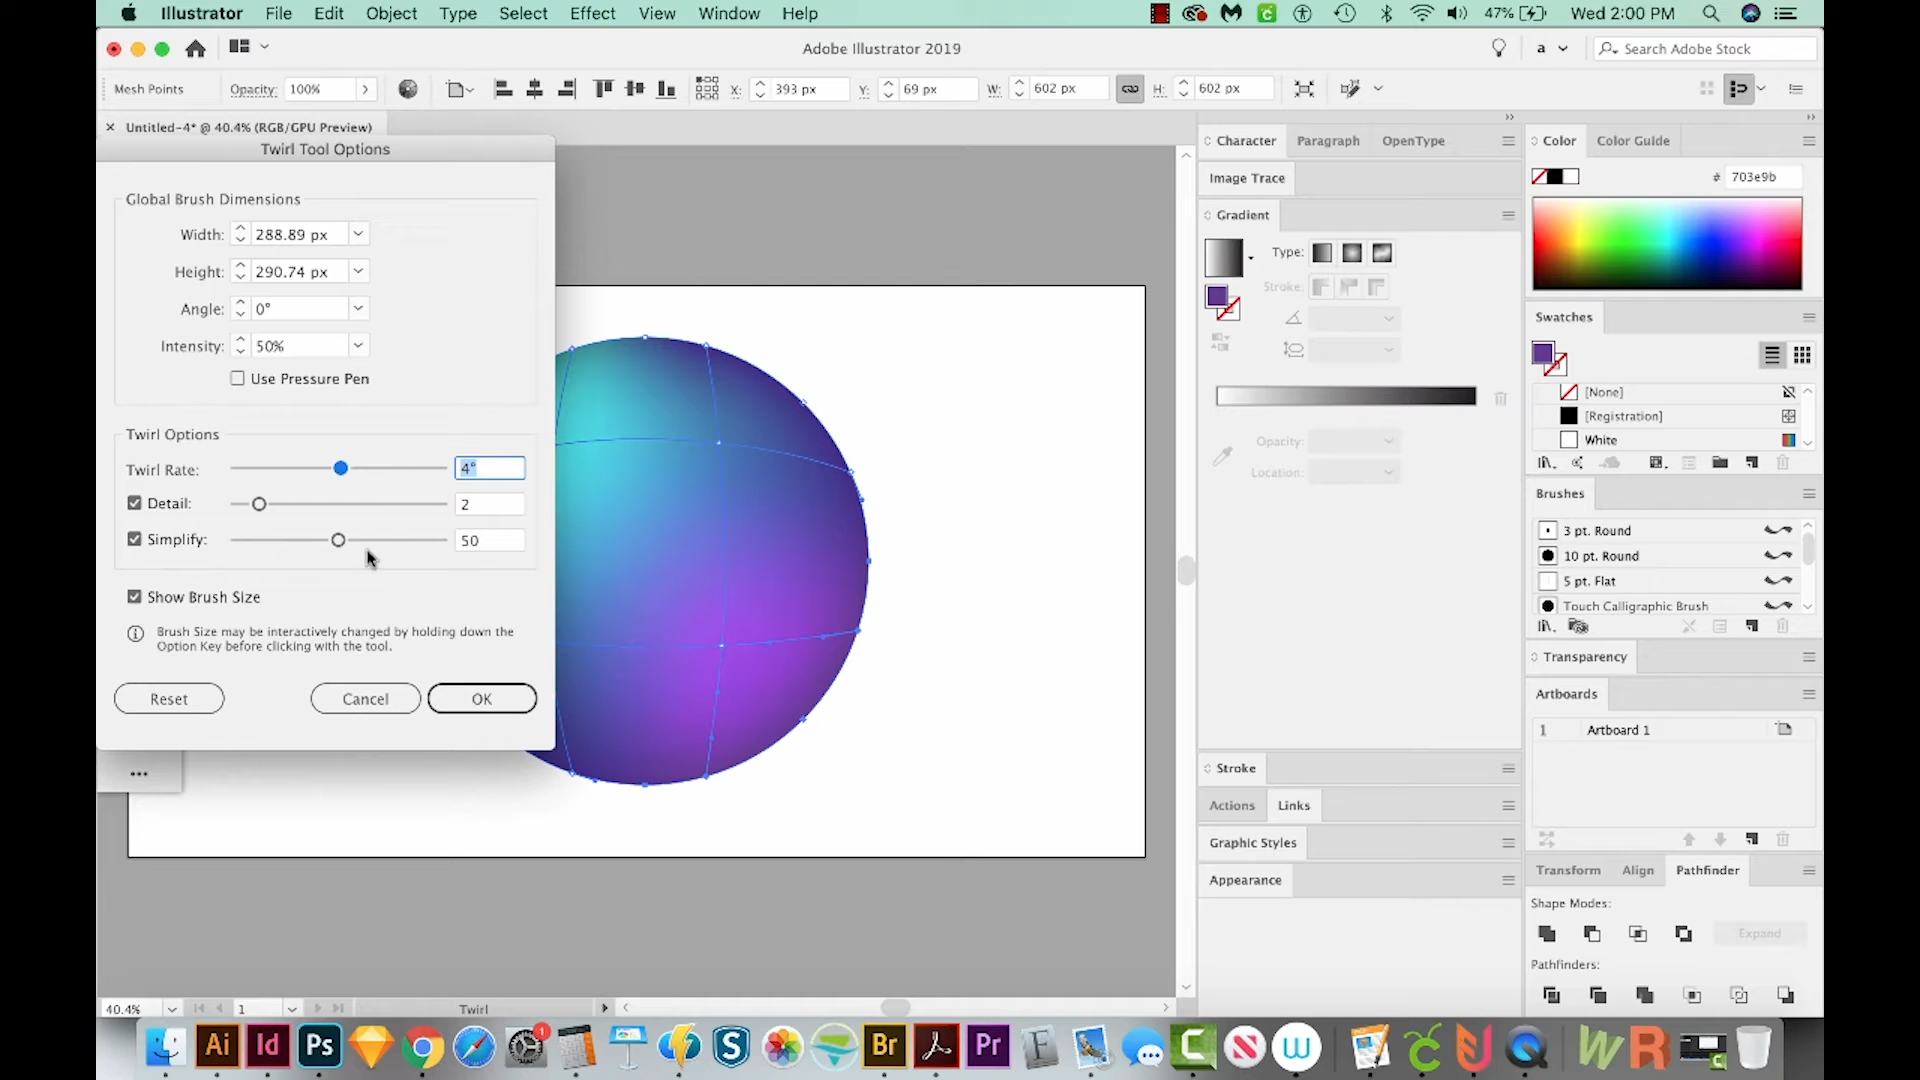 Illustrator File Edit Object Type Select Effect View Window Help 47% Wed 2:00 PM
Adobe Illustrator 2019 a Search Adobe Stock
Mesh Points Opacity: 100% X: 393 px Y: 69 px W: 602 px H: 602 px
Untitled-4* @ 40.4% (RGB/GPU Preview)
Twirl Tool Options
Global Brush Dimensions
Width: 288.89 px
Height: 290.74 px
Angle: 0°
Intensity: 50%
Use Pressure Pen
Twirl Options
Twirl Rate: 4°
Detail: 2
Simplify: 50
Show Brush Size
Brush Size may be interactively changed by holding down the
Option Key before clicking with the tool.
Reset Cancel OK
40.4% 1 Twirl
Character Paragraph OpenType
Image Trace
Gradient
Type:
Stroke:
Opacity:
Location:
Stroke
Actions Links
Graphic Styles
Appearance
Color Color Guide
# 703e9b
Swatches
[None]
[Registration]
White
Brushes
3 pt. Round
10 pt. Round
5 pt. Flat
Touch Calligraphic Brush
Transparency
Artboards
1 Artboard 1
Transform Align Pathfinder
Shape Modes:
Expand
Pathfinders:
Ai Id Ps 1 S Br Pr F C N W C U W R